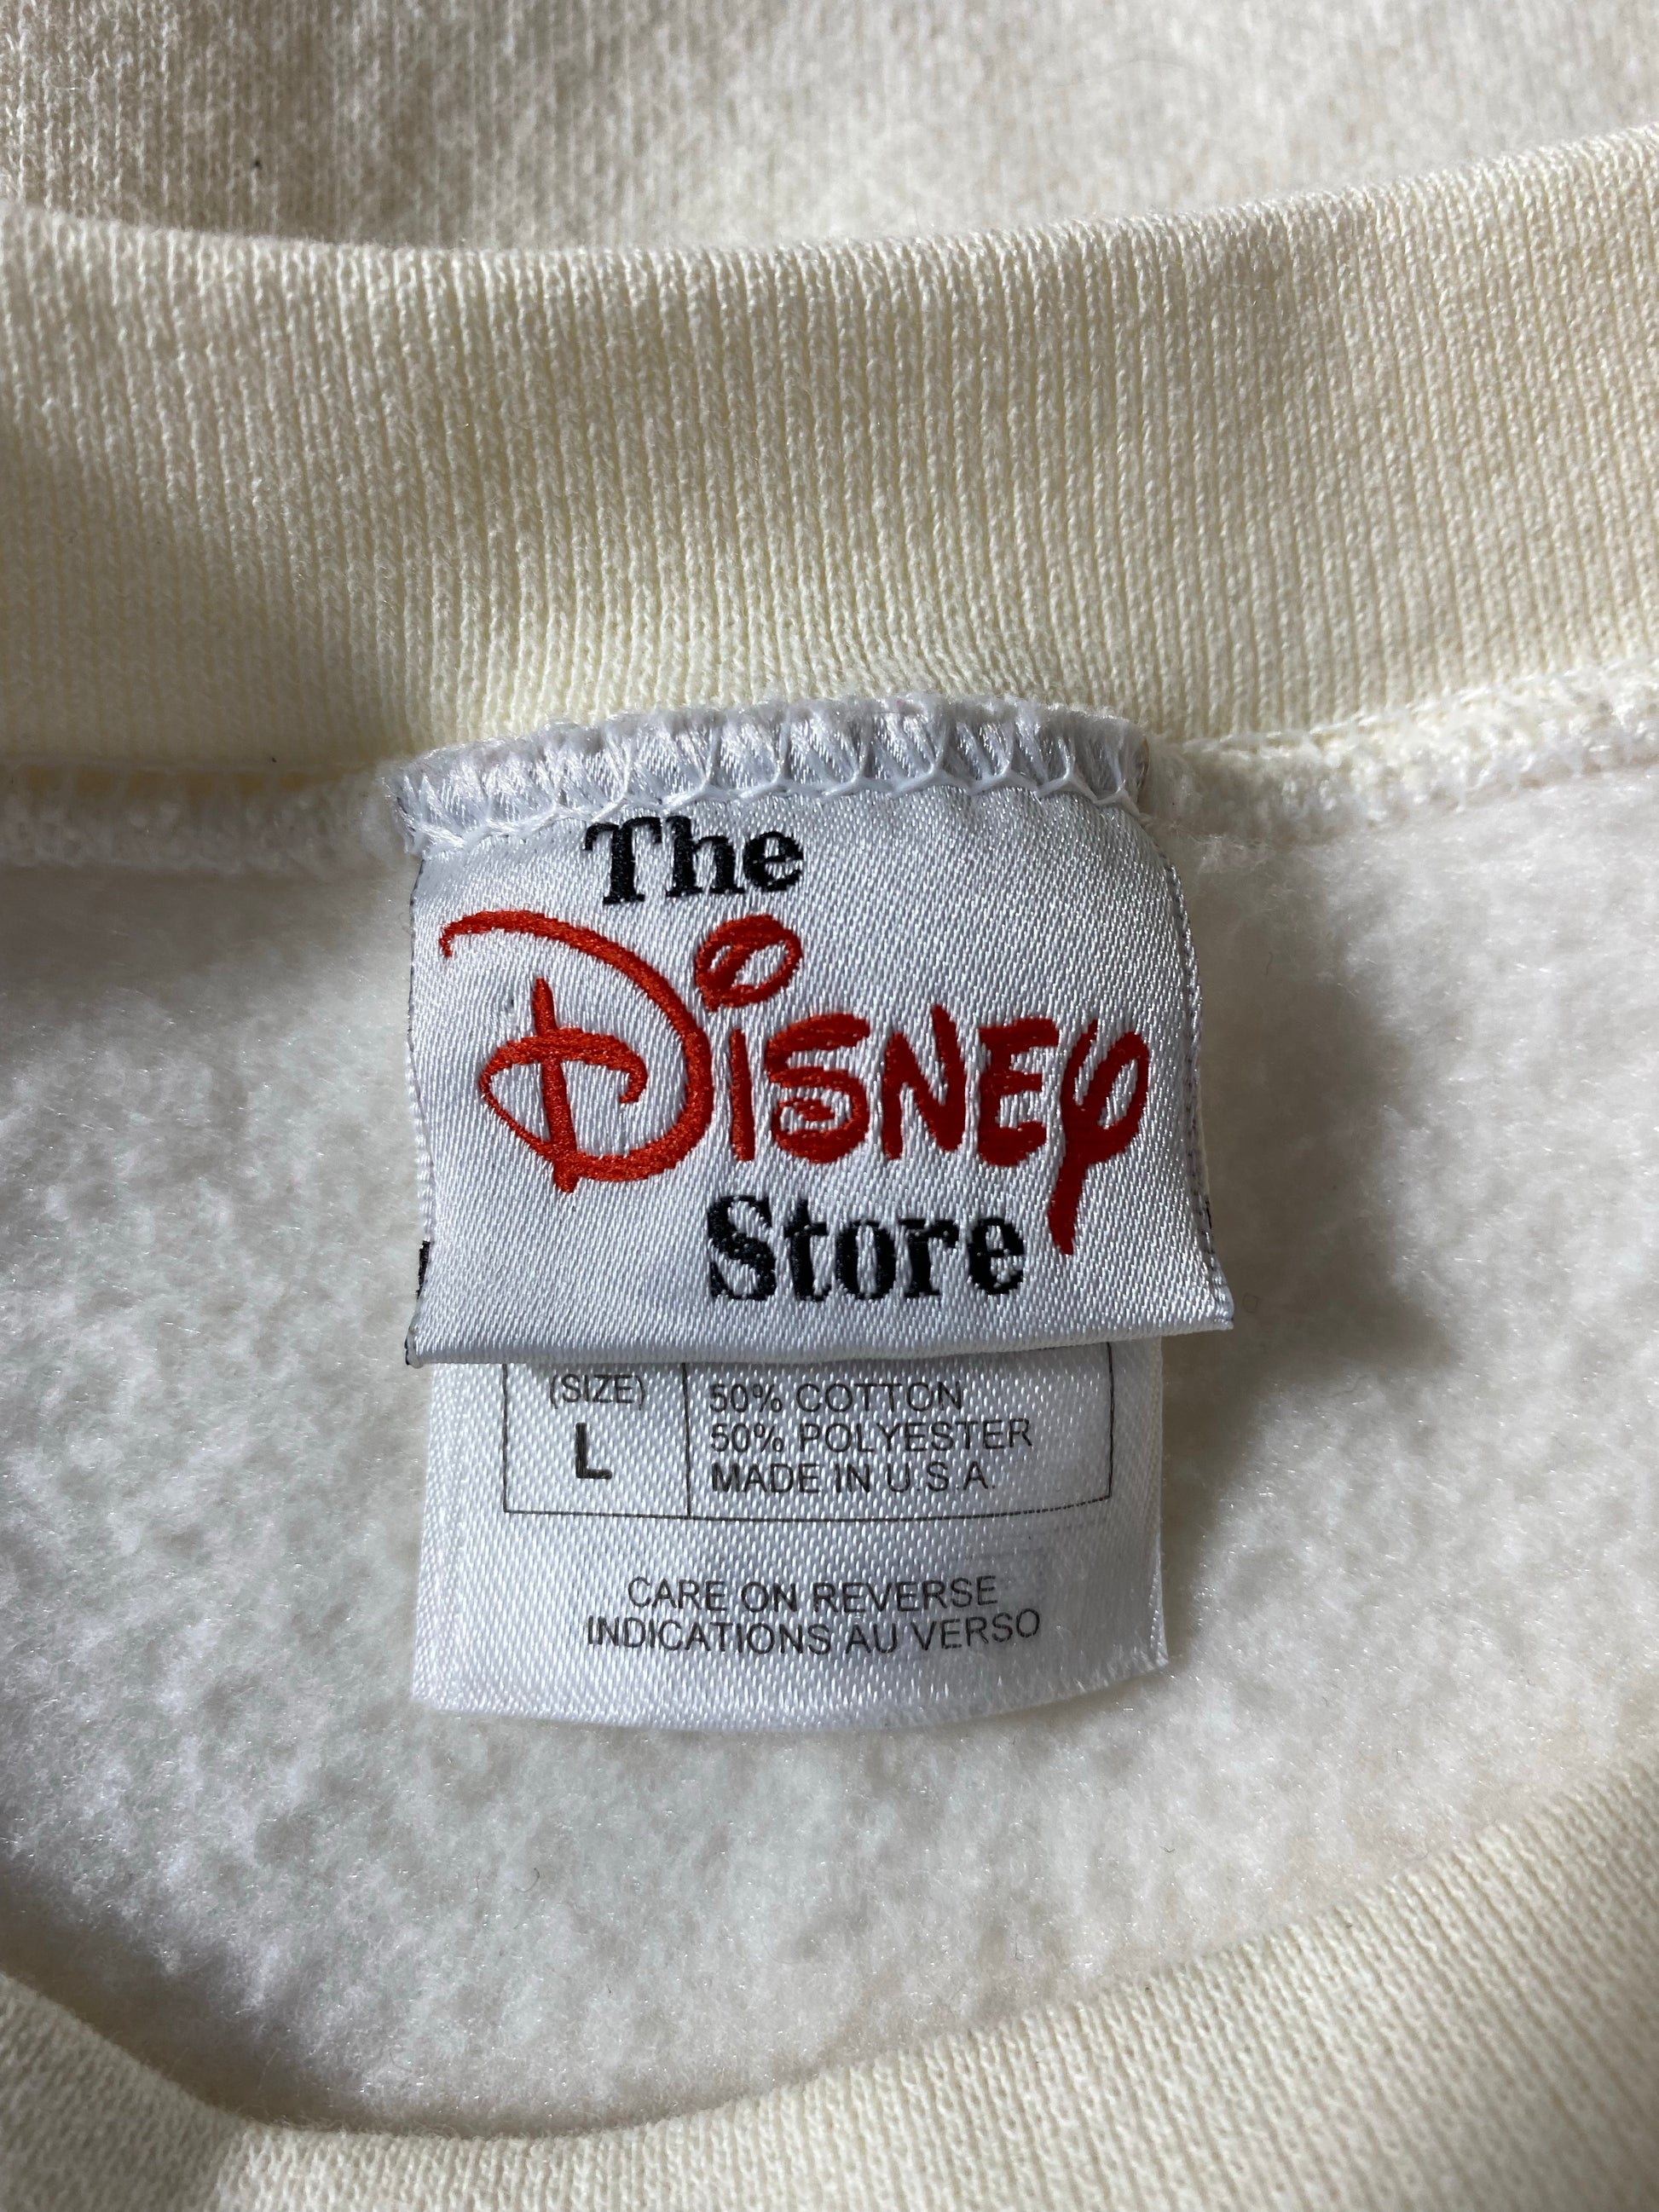 The
Disney
Store
(SIZE)
L
50% COTTON
50% POLYESTER
MADE IN U.S.A.
CARE ON REVERSE
INDICATIONS AU VERSO